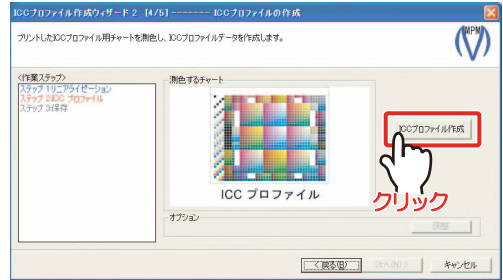 ICCプロファイル作成ウィザード 2 [4/5] ------- ICCプロファイルの作成
プリントしたICCプロファイル用チャートを測色し、ICCプロファイルデータを作成します。
MPM
<作業ステップ>
ステップ 1:リニアライゼーション
ステップ 2:ICC プロファイル
ステップ 3:保存
測色するチャート
ICC プロファイル
ICCプロファイル作成
クリック
オプション
調整
< 戻る(B)
次へ(N) >
キャンセル